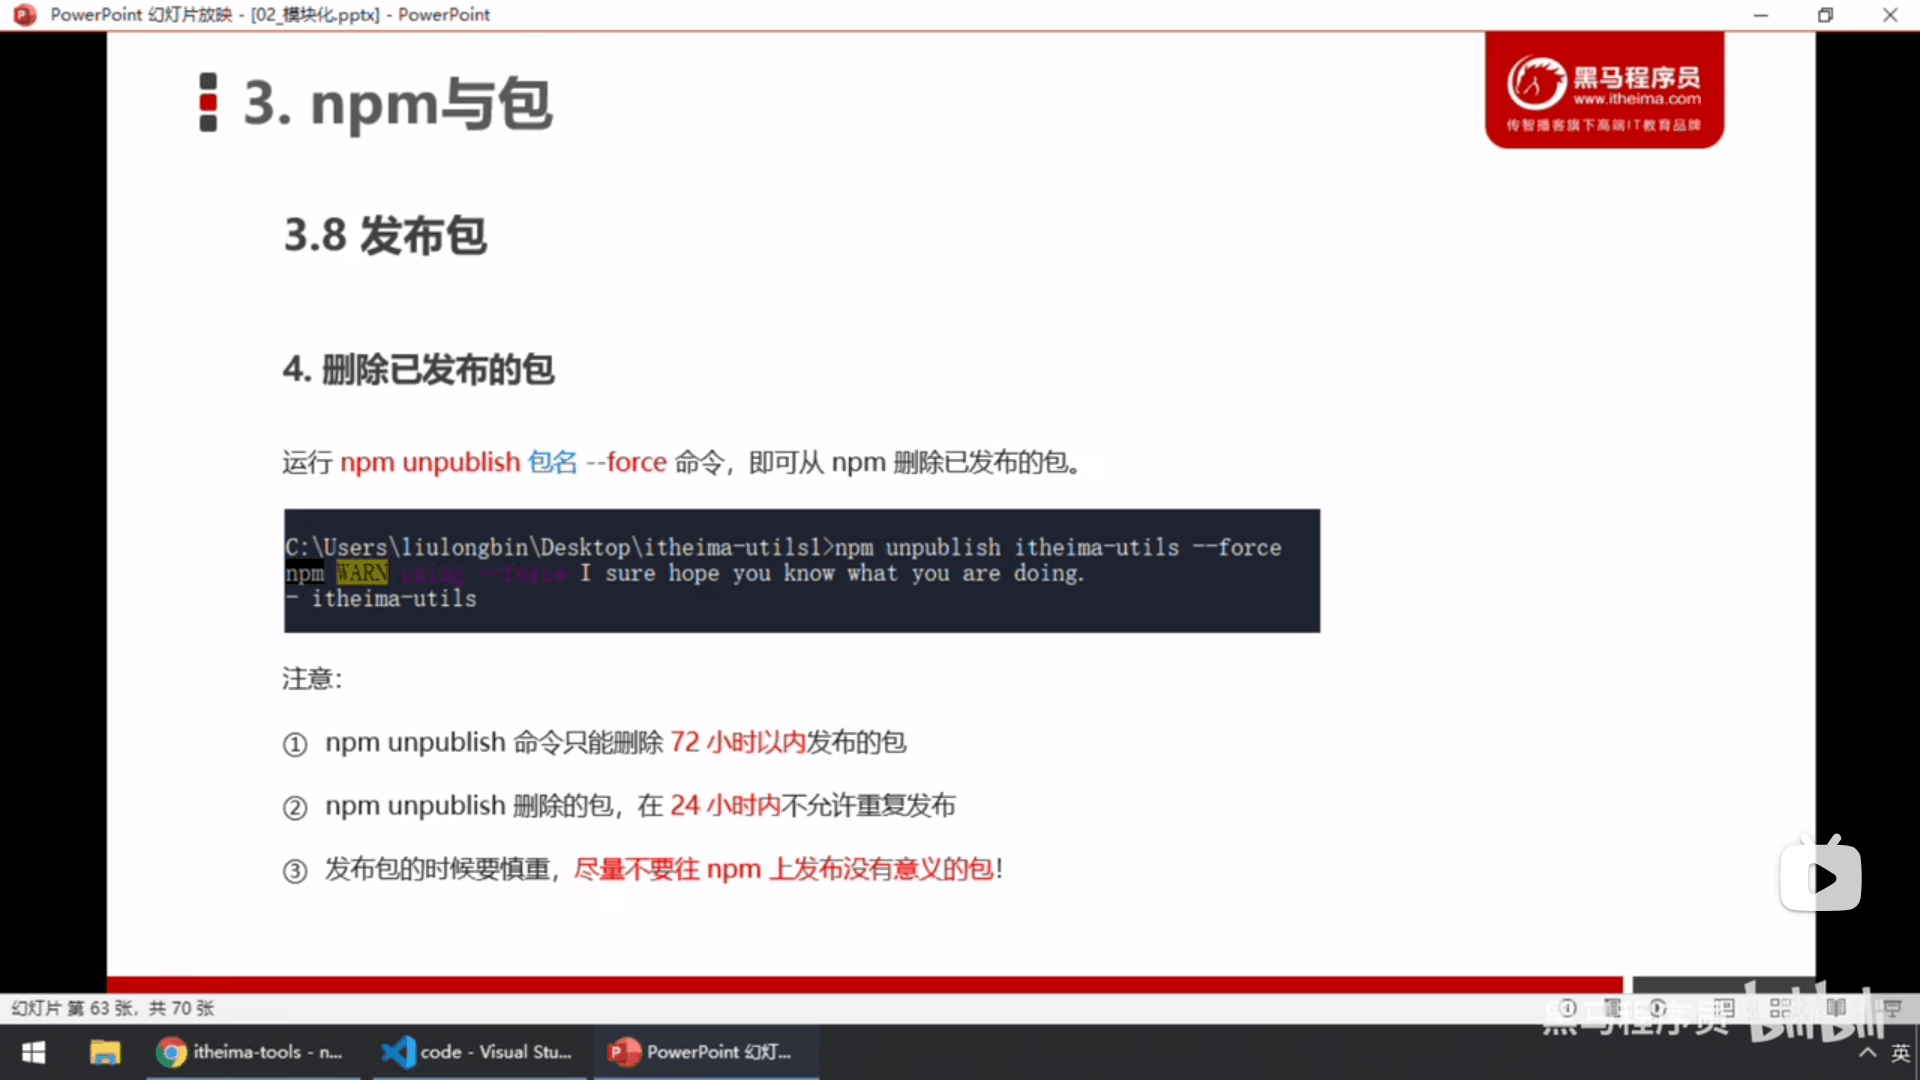 PowerPoint 幻灯片放映 - [02_模块化.pptx] - PowerPoint
3. npm与包
黑马程序员
www.itheima.com
传智播客旗下高端IT教育品牌
3.8 发布包
4. 删除已发布的包
运行 npm unpublish 包名 --force 命令，即可从 npm 删除已发布的包。
C:\Users\liulongbin\Desktop\itheima-utils1>npm unpublish itheima-utils --force
npm WARN using --force I sure hope you know what you are doing.
- itheima-utils
注意：
① npm unpublish 命令只能删除 72 小时以内发布的包
② npm unpublish 删除的包，在 24 小时内不允许重复发布
③ 发布包的时候要慎重，尽量不要往 npm 上发布没有意义的包！
幻灯片 第 63 张，共 70 张
黑马程序员 bilibili
itheima-tools - n...
code - Visual Stu...
PowerPoint 幻灯...
英